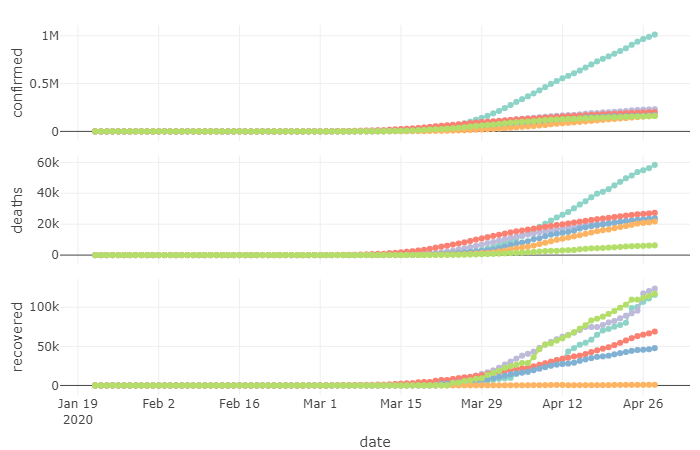 1M
0.5M
0
confirmed
60k
40k
20k
0
deaths
100k
50k
0
recovered
Jan 19
2020
Feb 2
Feb 16
Mar 1
Mar 15
Mar 29
Apr 12
Apr 26
date